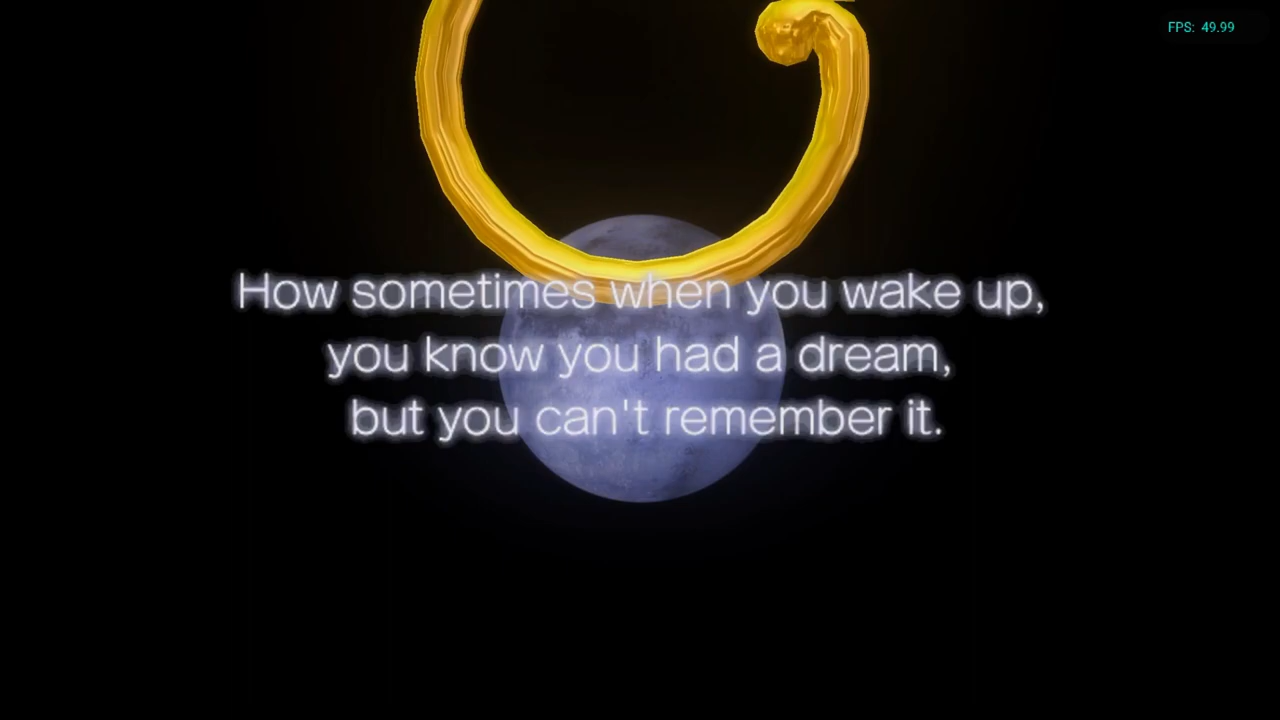 FPS: 49.99
How sometimes when you wake up,
you know you had a dream,
but you can't remember it.